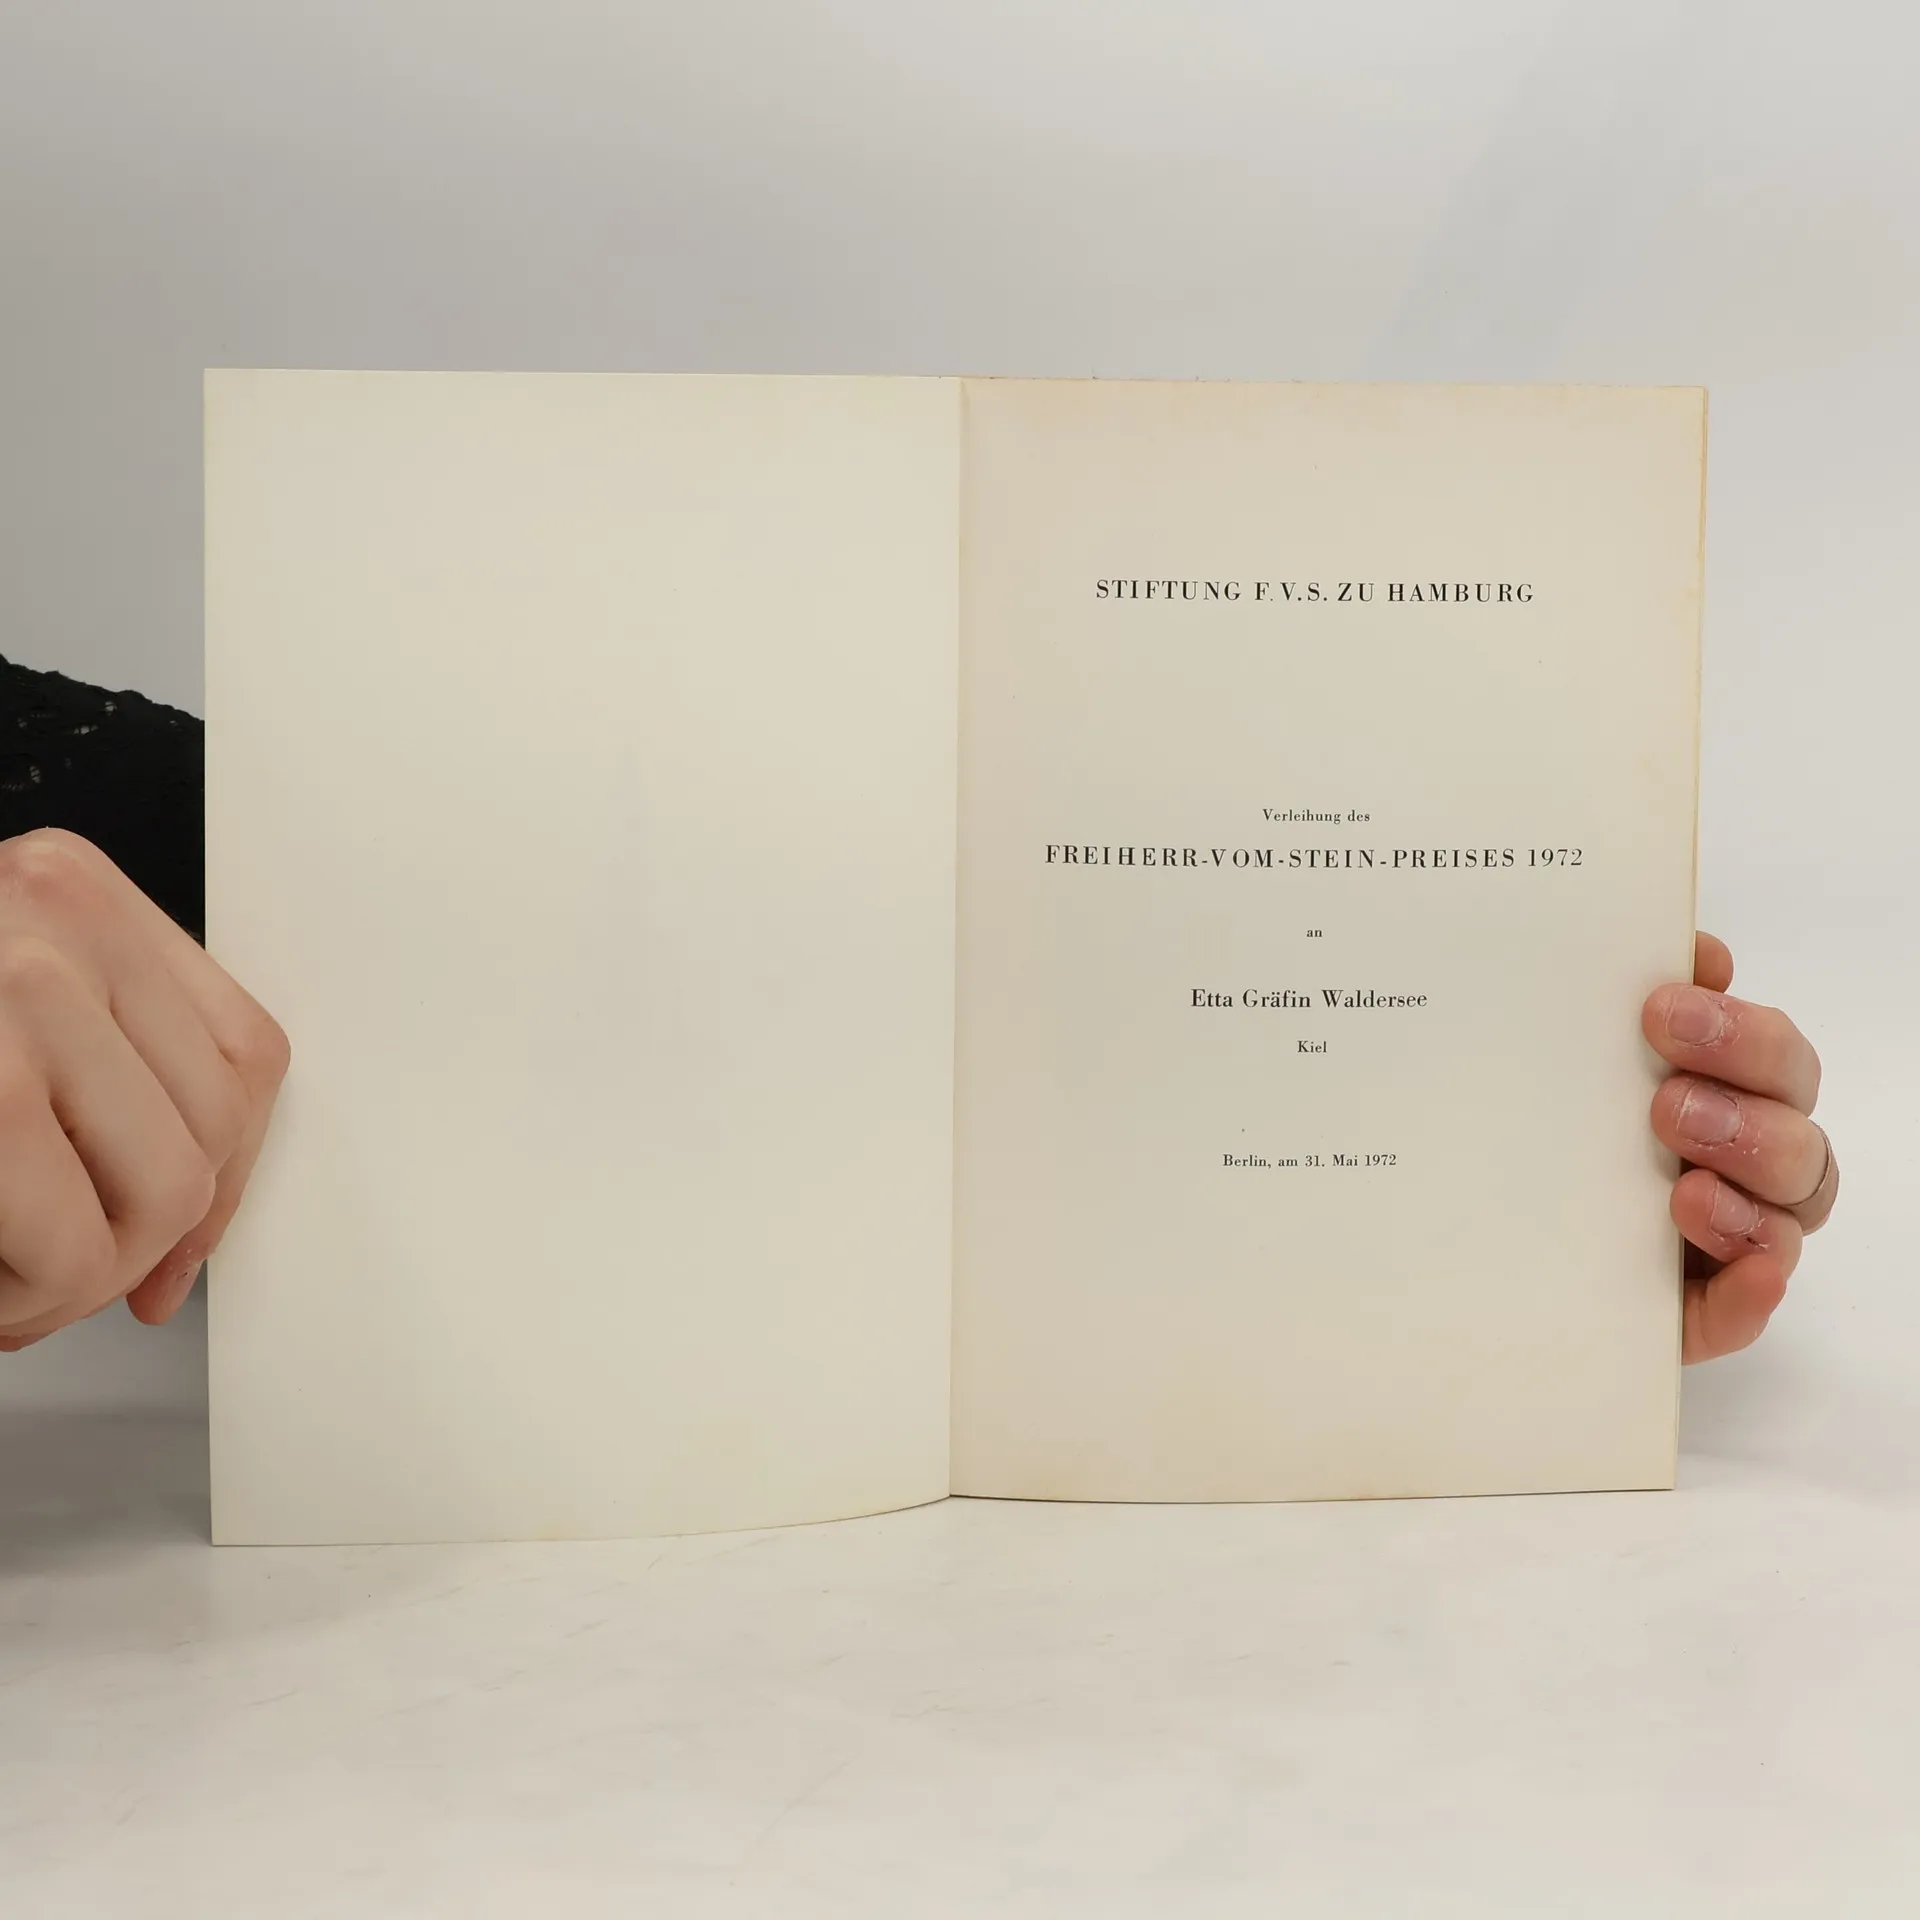 STIFTUNG F.V.S. ZU HAMBURG
Verleihung des
FREIHERR-VOM-STEIN-PREISES 1972
an
Etta Gräfin Waldersee
Kiel
Berlin, am 31. Mai 1972